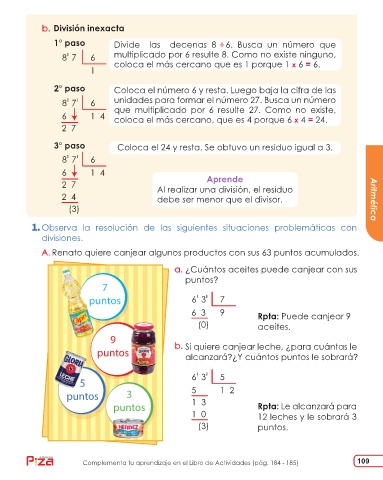 b. División inexacta
1° paso
Divide las decenas 8 ÷ 6. Busca un número que
multiplicado por 6 resulte 8. Como no existe ninguno,
coloca el más cercano que es 1 porque 1 x 6 = 6.
8' 7 6
1
2° paso
Coloca el número 6 y resta. Luego baja la cifra de las
unidades para formar el número 27. Busca un número
que multiplicado por 6 resulte 27. Como no existe,
coloca el más cercano, que es 4 porque 6 x 4 = 24.
8' 7' 6
6 1 4
2 7
3° paso
Coloca el 24 y resta. Se obtuvo un residuo igual a 3.
8' 7' 6
6 1 4
2 7
2 4
(3)
Aprende
Al realizar una división, el residuo
debe ser menor que el divisor.
Aritmética
1. Observa la resolución de las siguientes situaciones problemáticas con
divisiones.
A. Renato quiere canjear algunos productos con sus 63 puntos acumulados.
7
puntos
9
puntos
GLORIA
LECHE
5
puntos
3
puntos
a. ¿Cuántos aceites puede canjear con sus
puntos?
6' 3' 7
6 3 9
(0)
Rpta: Puede canjear 9
aceites.
b. Si quiere canjear leche, ¿para cuántas le
alcanzará?¿Y cuántos puntos le sobrará?
6' 3' 5
5 1 2
1 3
1 0
(3)
Rpta: Le alcanzará para
12 leches y le sobrará 3
puntos.
Complementa tu aprendizaje en el Libro de Actividades (pág. 184 - 185)
109